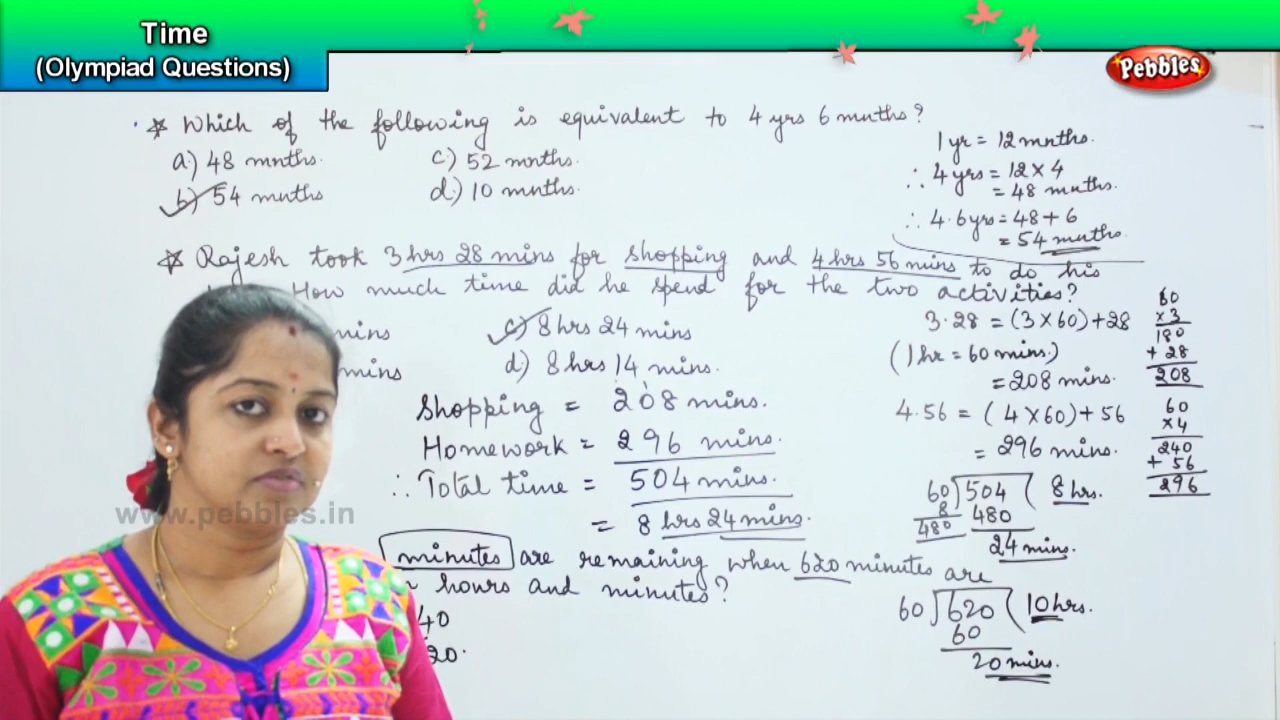 Time
(Olympiad Questions)
Pebbles
☆ Which of the following is equivalent to 4 yrs 6 mnths?
a.) 48 mnths.
c.) 52 mnths.
b.) 54 mnths
d.) 10 mnths.
1 yr = 12 mnths.
∴ 4 yrs = 12 × 4
= 48 mnths.
∴ 4.6 yrs = 48 + 6
= 54 mnths.
☆ Rajesh took 3 hrs 28 mins for shopping and 4 hrs 56 mins to do his
How much time did he spend for the two activities?
mins
c.) 8 hrs 24 mins
mins
d.) 8 hrs 14 mins.
Shopping = 208 mins.
Homework = 296 mins.
∴ Total time = 504 mins.
= 8 hrs 24 mins.
3.28 = (3 × 60) + 28
(1 hr = 60 mins.)
= 208 mins.
4.56 = (4 × 60) + 56
= 296 mins.
60
× 3
180
+ 28
208
60
× 4
240
+ 56
296
60) 504 ( 8 hrs.
8 480
480
24 mins.
www.pebbles.in
minutes are remaining when 620 minutes are
hours and minutes?
40
20.
60) 620 ( 10 hrs.
60
20 mins.